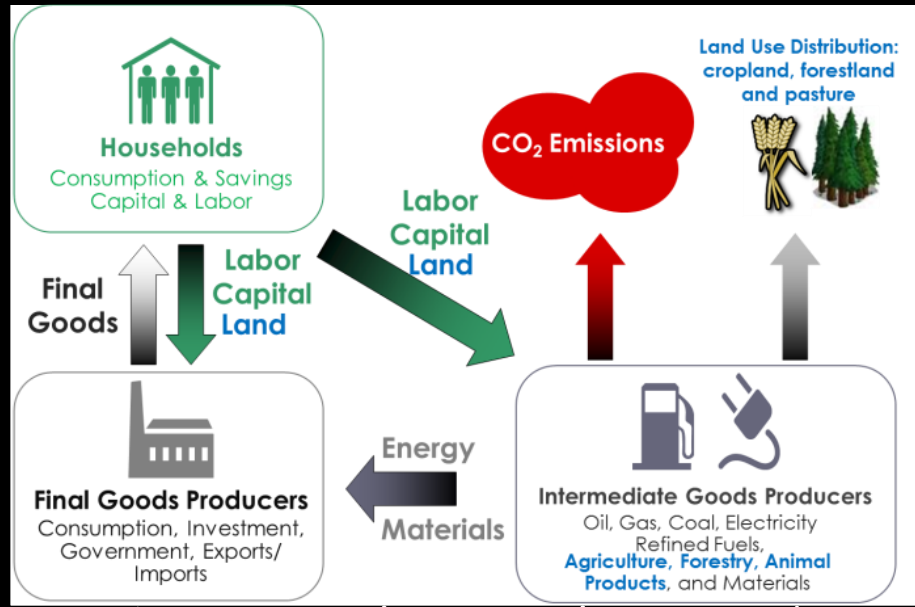 Households
Consumption & Savings
Capital & Labor
CO₂ Emissions
Land Use Distribution:
cropland, forestland
and pasture
Final
Goods
Labor
Capital
Land
Labor
Capital
Land
Final Goods Producers
Consumption, Investment,
Government, Exports/
Imports
Energy
Materials
Intermediate Goods Producers
Oil, Gas, Coal, Electricity
Refined Fuels,
Agriculture, Forestry, Animal
Products, and Materials